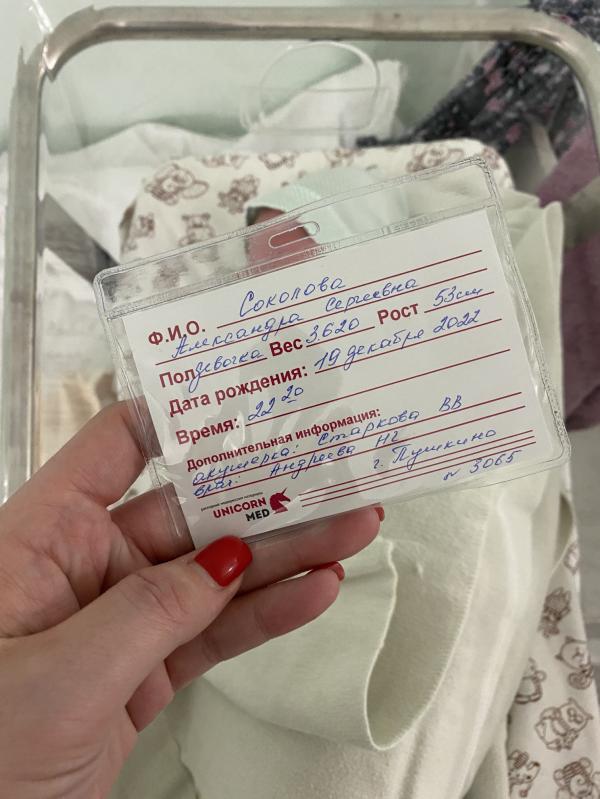 Ф.И.О. Соколова
Александра Сергеевна
Пол девочка Вес 3.620 Рост 53см
Дата рождения: 19 декабря 2022
Время: 22 20
Дополнительная информация:
акушерка: Старкова ВВ
врач: Андреева НГ
г. Пушкино
№ 3065
UNICORN
MED